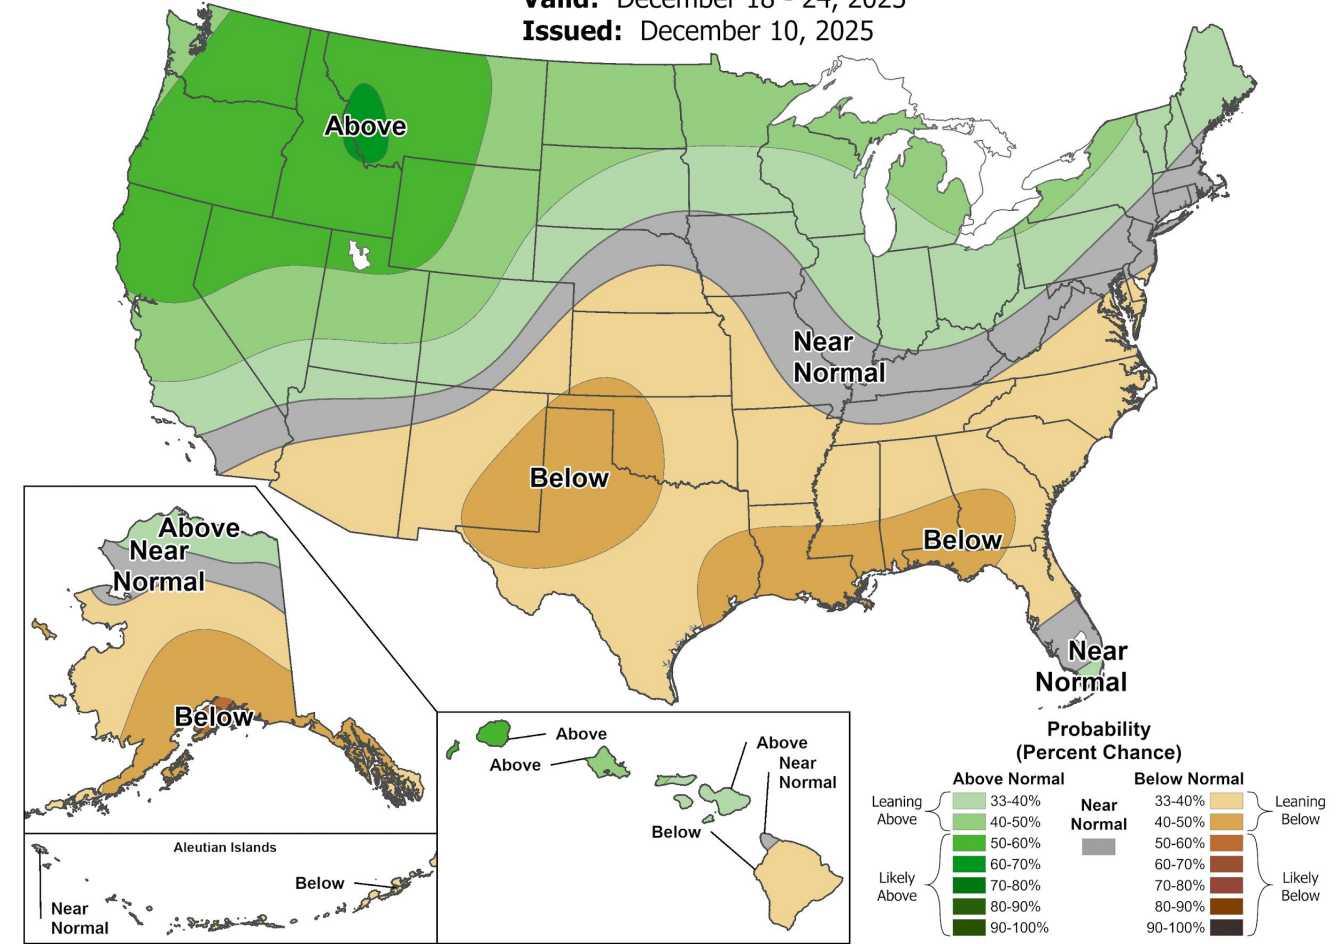 Valid: December 18 - 24, 2025
Issued: December 10, 2025
Above
Near
Normal
Below
Below
Near
Normal
Above
Near
Normal
Below
Aleutian Islands
Below
Near
Normal
Above
Above
Above
Near
Normal
Below
Probability
(Percent Chance)
Above Normal
Below Normal
Leaning
Above
33-40%
40-50%
Likely
Above
50-60%
60-70%
70-80%
80-90%
90-100%
Near
Normal
33-40%
40-50%
Leaning
Below
50-60%
60-70%
70-80%
80-90%
90-100%
Likely
Below